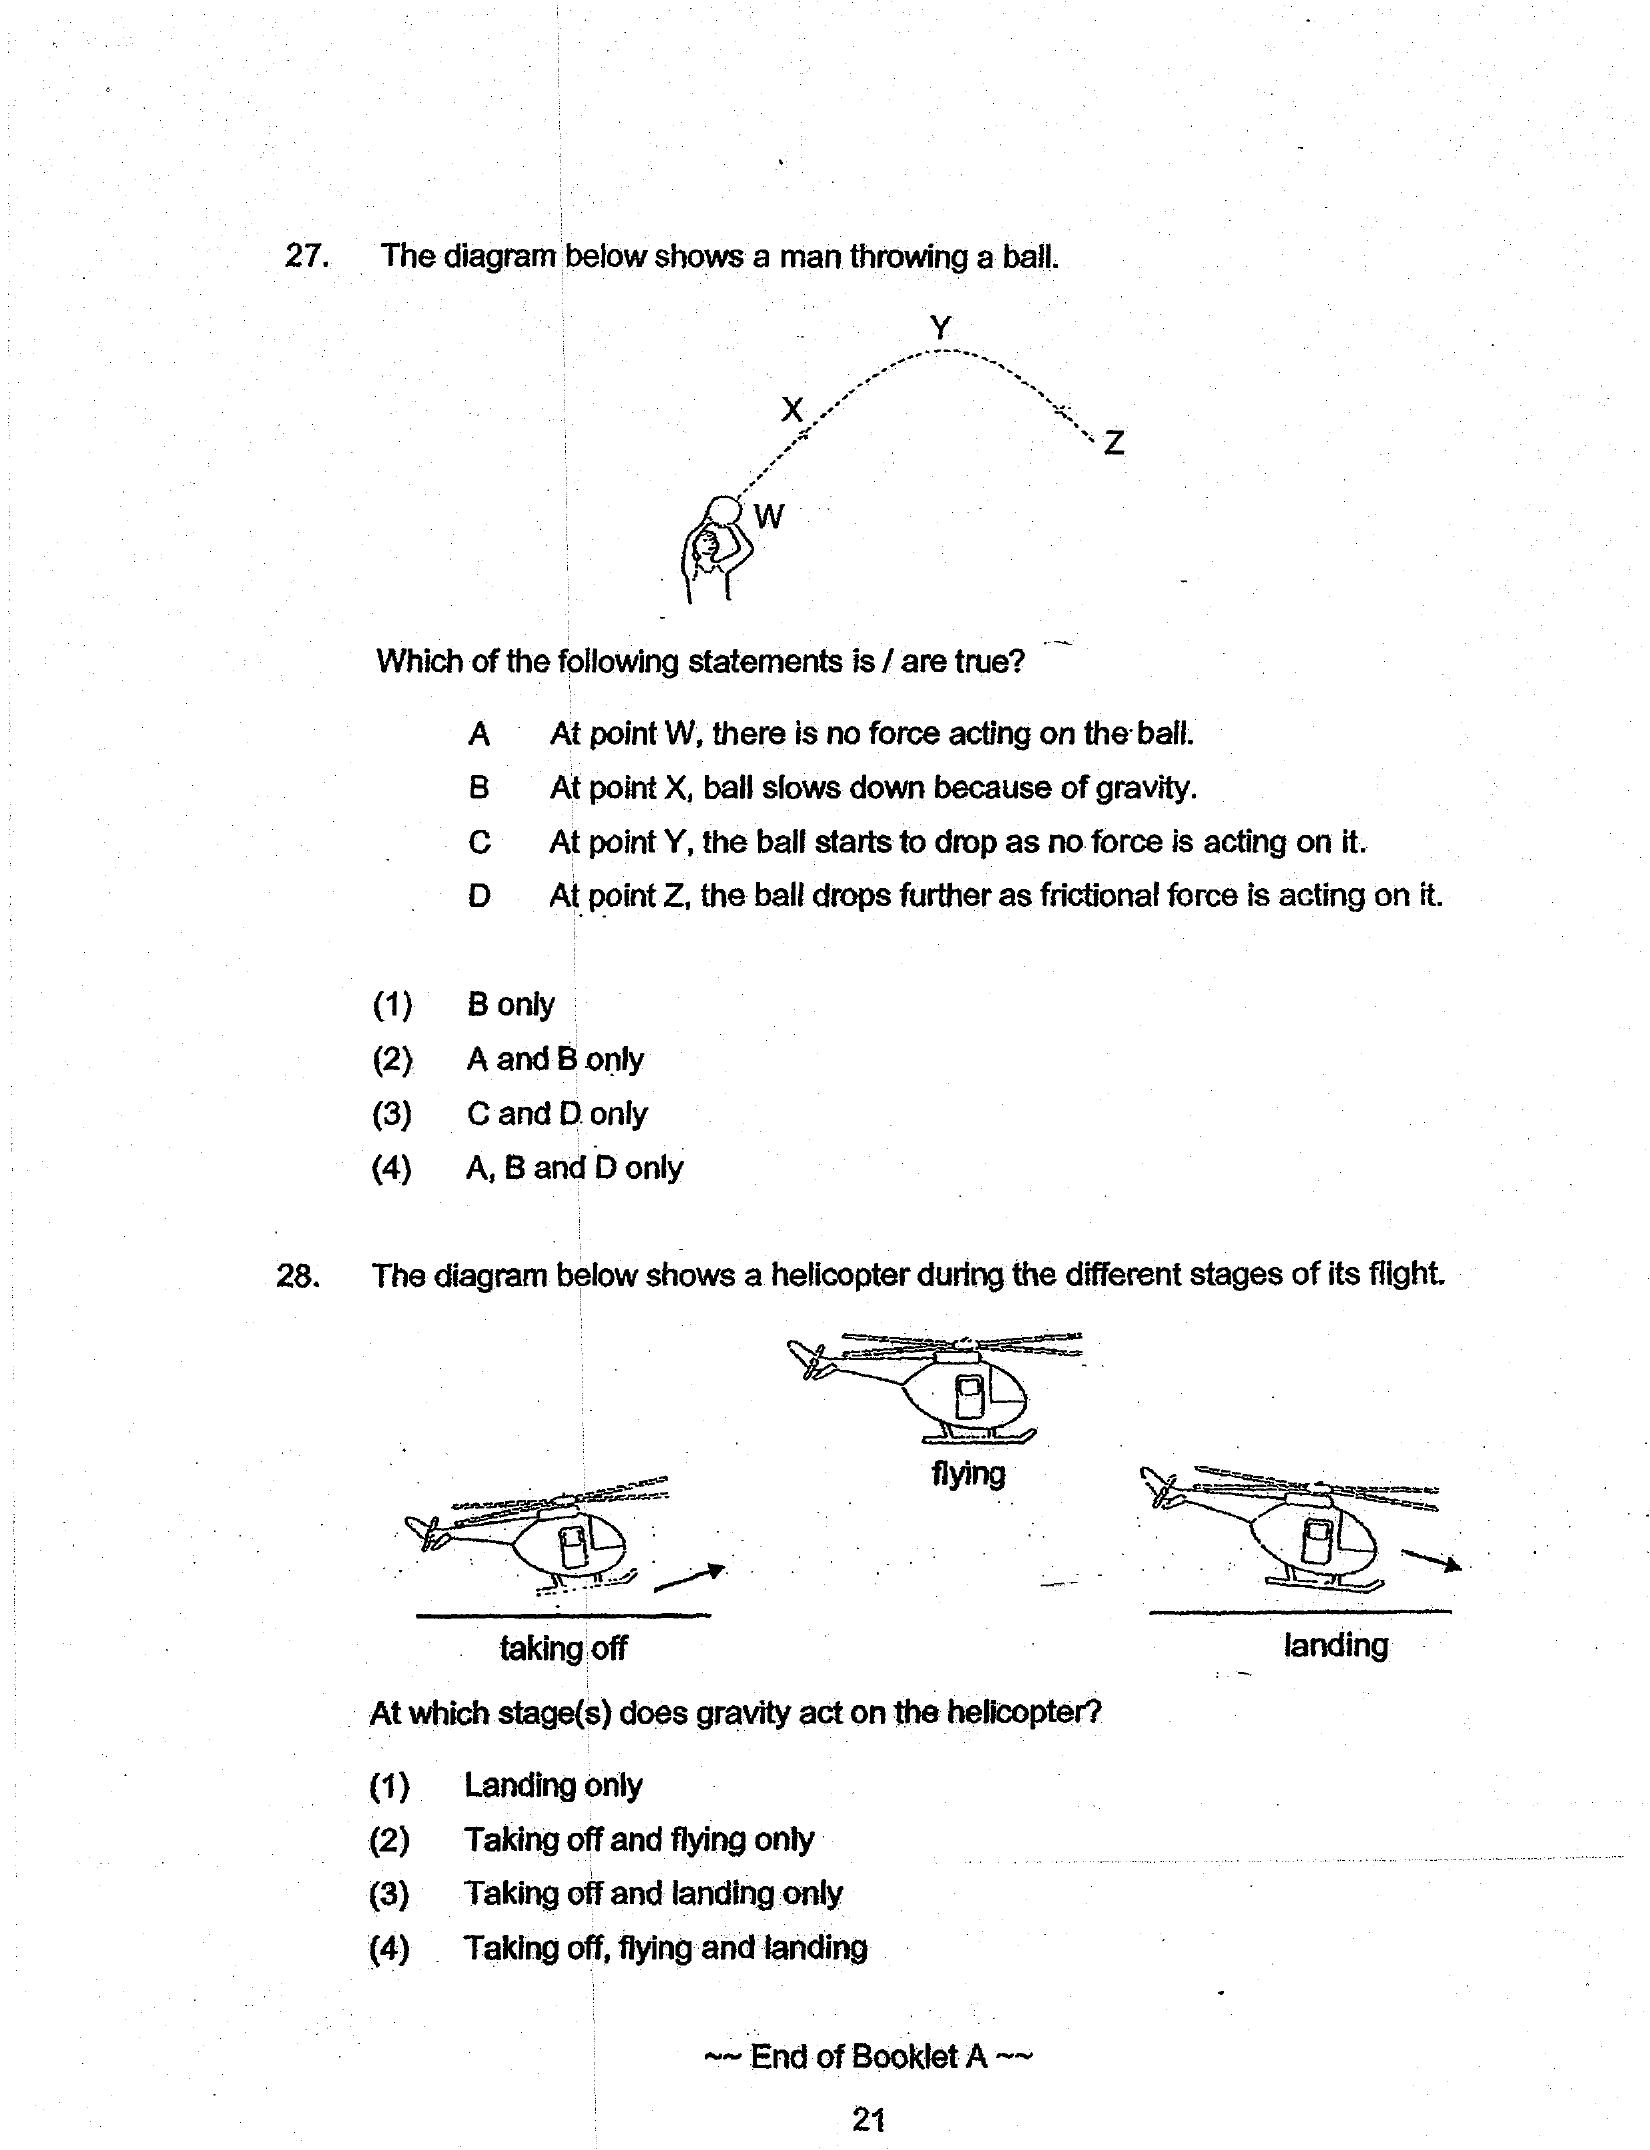 27. The diagram below shows a man throwing a ball.
Y
X
Z
W
Which of the following statements is / are true?
A At point W, there is no force acting on the ball.
B At point X, ball slows down because of gravity.
C At point Y, the ball starts to drop as no force is acting on it.
D At point Z, the ball drops further as frictional force is acting on it.
(1) B only
(2) A and B only
(3) C and D only
(4) A, B and D only
28. The diagram below shows a helicopter during the different stages of its flight.
flying
taking off
landing
At which stage(s) does gravity act on the helicopter?
(1) Landing only
(2) Taking off and flying only
(3) Taking off and landing only
(4) Taking off, flying and landing
~~ End of Booklet A ~~
21